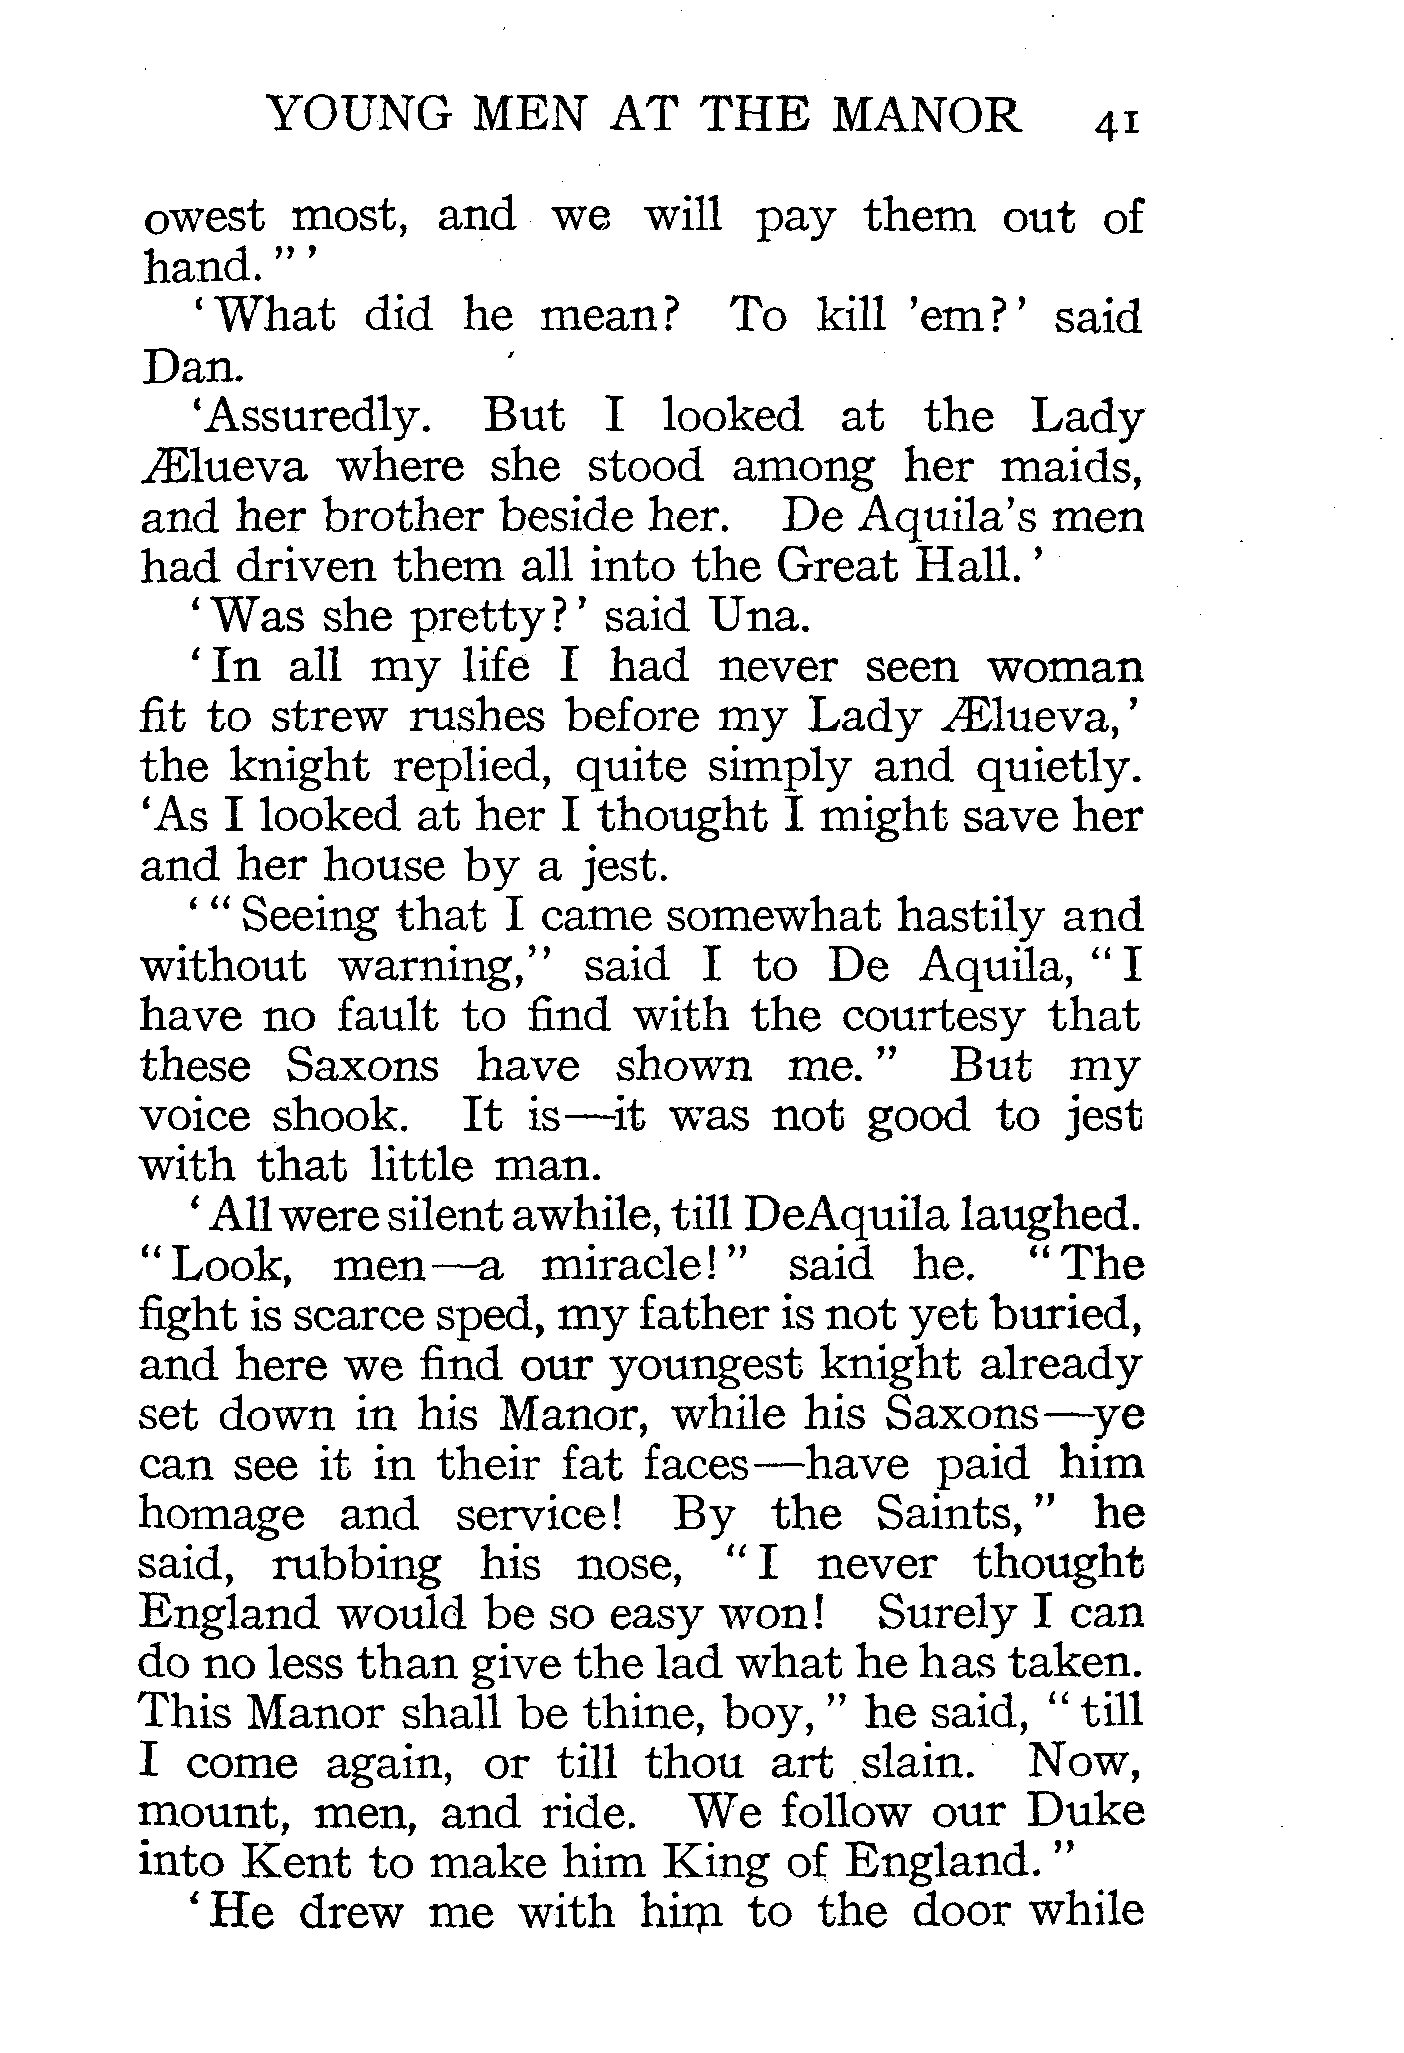 YOUNG MEN AT THE MANOR 41
owest most, and we will pay them out of
hand." '
'What did he mean? To kill 'em?' said
Dan.
'Assuredly. But I looked at the Lady
Ælueva where she stood among her maids,
and her brother beside her. De Aquila's men
had driven them all into the Great Hall.'
'Was she pretty?' said Una.
'In all my life I had never seen woman
fit to strew rushes before my Lady Ælueva,'
the knight replied, quite simply and quietly.
'As I looked at her I thought I might save her
and her house by a jest.
' "Seeing that I came somewhat hastily and
without warning," said I to De Aquila, "I
have no fault to find with the courtesy that
these Saxons have shown me." But my
voice shook. It is—it was not good to jest
with that little man.
'All were silent awhile, till De Aquila laughed.
"Look, men—a miracle!" said he. "The
fight is scarce sped, my father is not yet buried,
and here we find our youngest knight already
set down in his Manor, while his Saxons—ye
can see it in their fat faces—have paid him
homage and service! By the Saints," he
said, rubbing his nose, "I never thought
England would be so easy won! Surely I can
do no less than give the lad what he has taken.
This Manor shall be thine, boy," he said, "till
I come again, or till thou art slain. Now,
mount, men, and ride. We follow our Duke
into Kent to make him King of England."
'He drew me with him to the door while